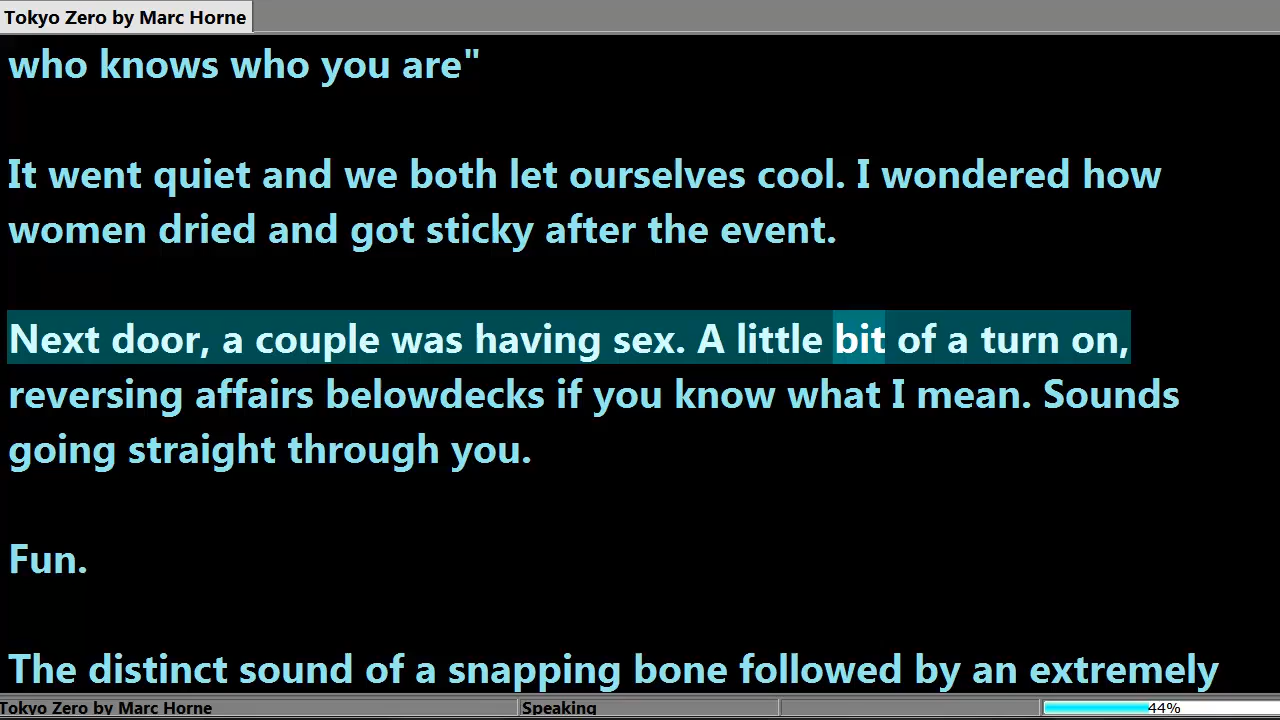 Tokyo Zero by Marc Horne
who knows who you are"
It went quiet and we both let ourselves cool. I wondered how
women dried and got sticky after the event.
Next door, a couple was having sex. A little bit of a turn on,
reversing affairs belowdecks if you know what I mean. Sounds
going straight through you.
Fun.
The distinct sound of a snapping bone followed by an extremely
Tokyo Zero by Marc Horne Speaking 44%